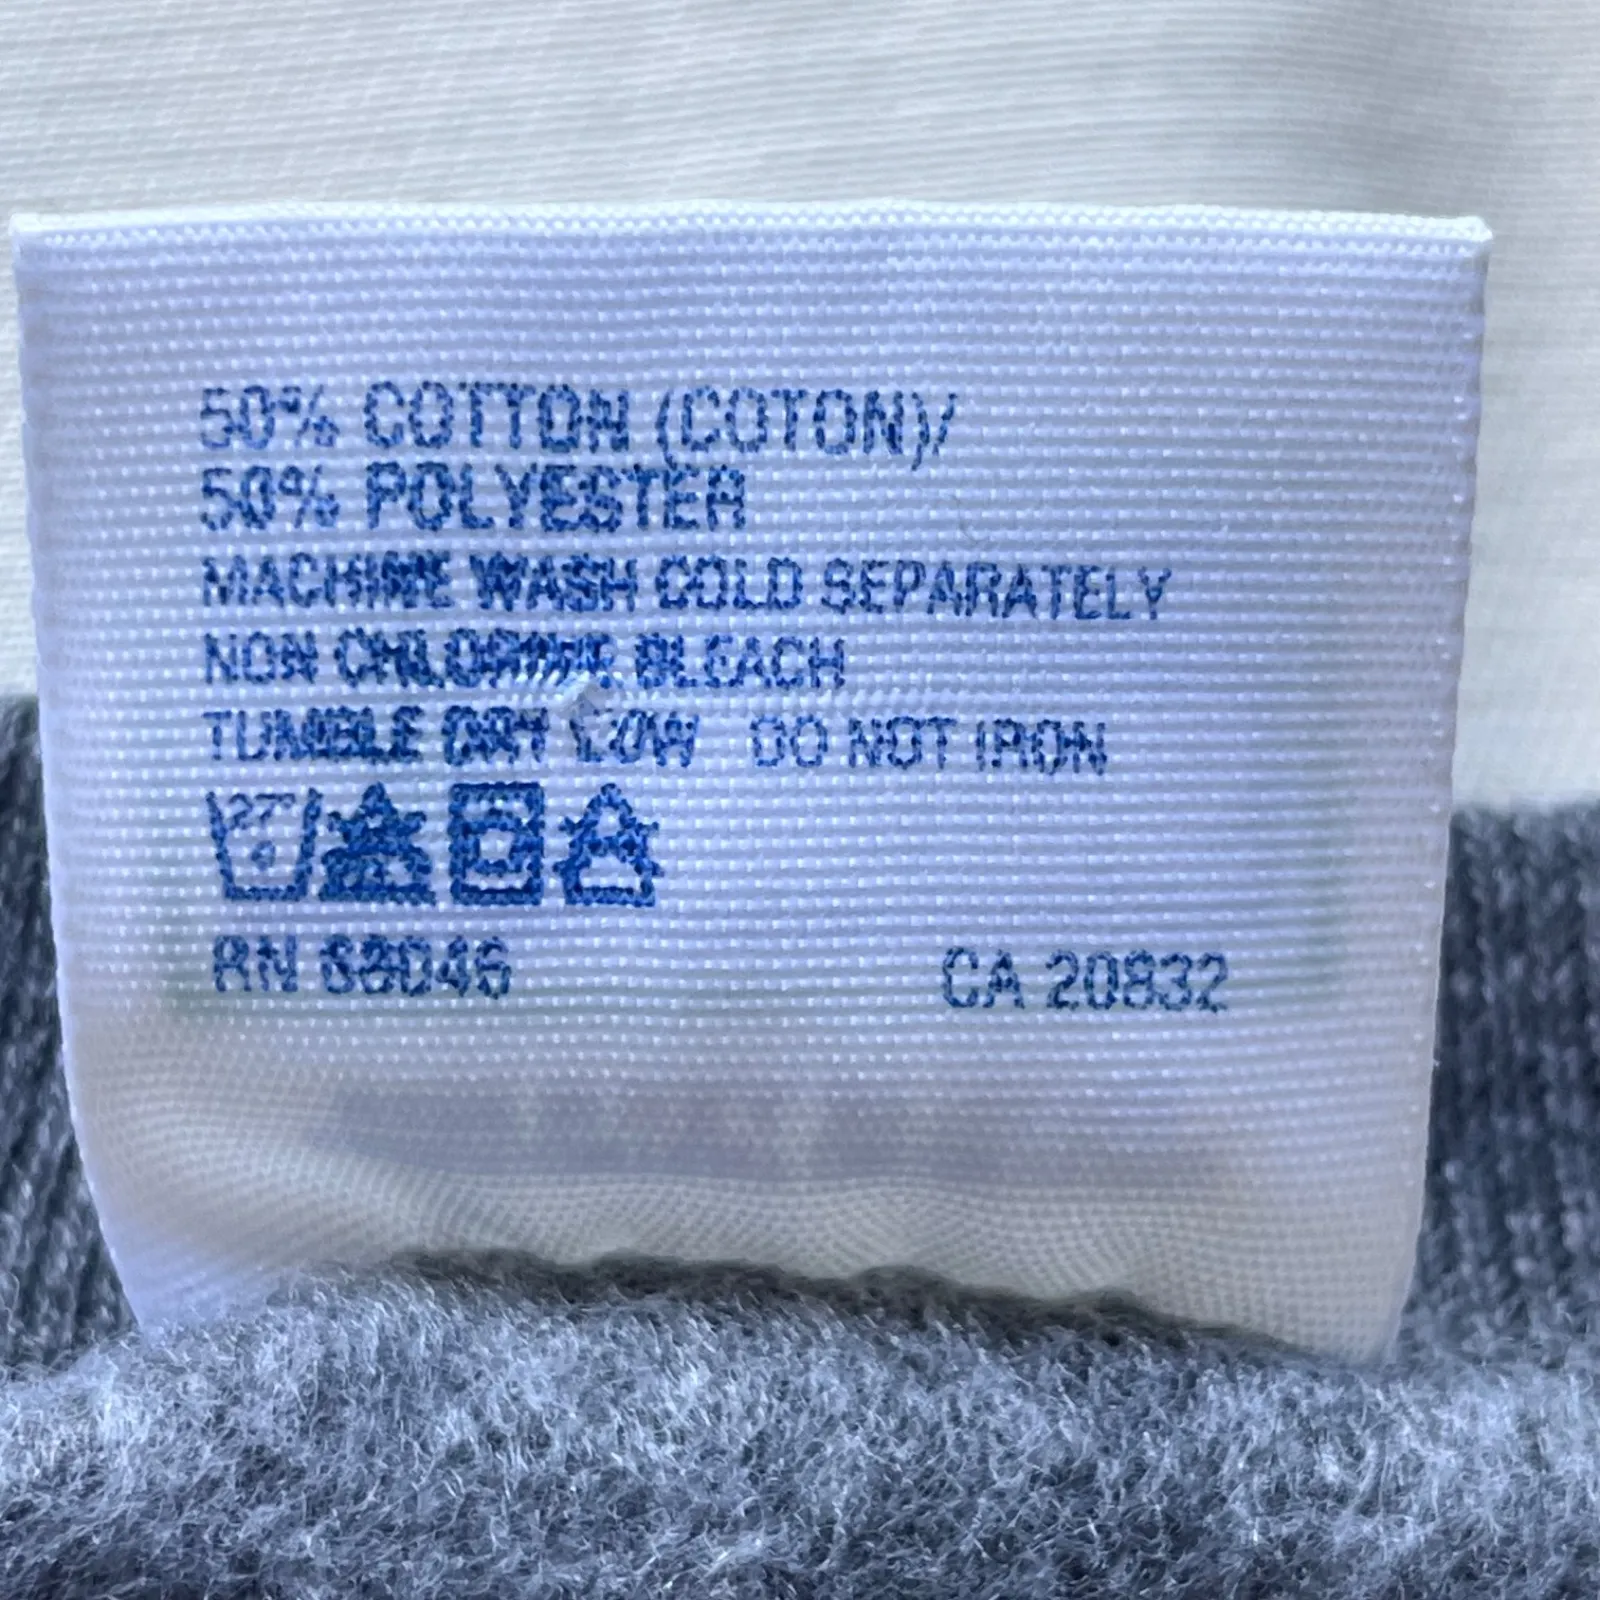 50% COTTON (COTON)/
50% POLYESTER
MACHINE WASH COLD SEPARATELY
NON CHLORINE BLEACH
TUMBLE DRY LOW DO NOT IRON
RN CA 20832